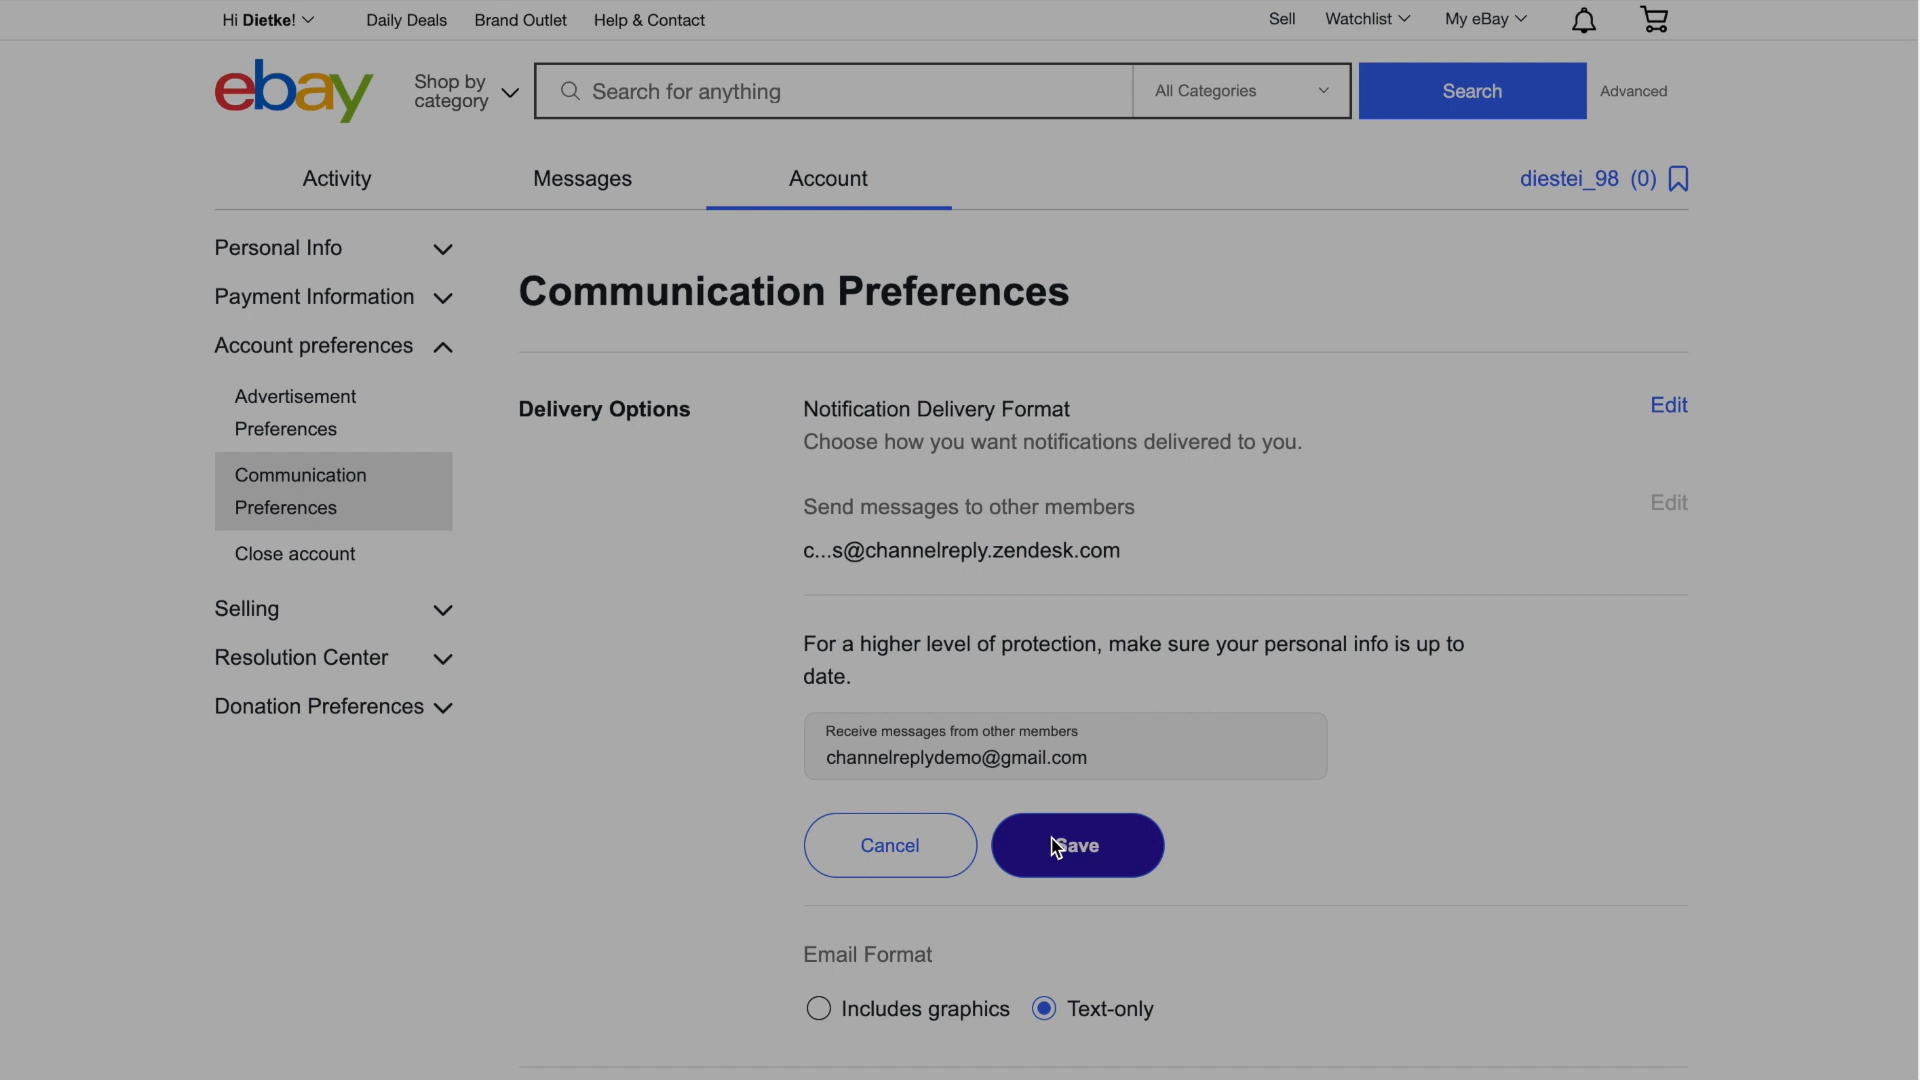 Hi Dietke!
Daily Deals
Brand Outlet
Help & Contact
Sell
Watchlist
My eBay
ebay
Shop by
category
Search for anything
All Categories
Search
Advanced
Activity
Messages
Account
diestei_98 (0)
Personal Info
Payment Information
Account preferences
Advertisement
Preferences
Communication
Preferences
Close account
Selling
Resolution Center
Donation Preferences
Communication Preferences
Delivery Options
Notification Delivery Format
Edit
Choose how you want notifications delivered to you.
Send messages to other members
Edit
c...s@channelreply.zendesk.com
For a higher level of protection, make sure your personal info is up to
date.
Receive messages from other members
channelreplydemo@gmail.com
Cancel
Save
Email Format
Includes graphics
Text-only